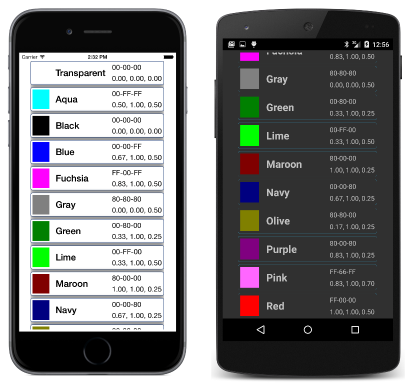 Carrier 2:32 PM
Transparent 00-00-00
0.00, 0.00, 0.00
Aqua 00-FF-FF
0.50, 1.00, 0.50
Black 00-00-00
0.00, 0.00, 0.00
Blue 00-00-FF
0.67, 1.00, 0.50
Fuchsia FF-00-FF
0.83, 1.00, 0.50
Gray 80-80-80
0.00, 0.00, 0.50
Green 00-80-00
0.33, 1.00, 0.25
Lime 00-FF-00
0.33, 1.00, 0.50
Maroon 80-00-00
1.00, 1.00, 0.25
Navy 00-00-80
0.67, 1.00, 0.25
12:56
Fuchsia
0.83, 1.00, 0.50
Gray 80-80-80
0.00, 0.00, 0.50
Green 00-80-00
0.33, 1.00, 0.25
Lime 00-FF-00
0.33, 1.00, 0.50
Maroon 80-00-00
1.00, 1.00, 0.25
Navy 00-00-80
0.67, 1.00, 0.25
Olive 80-80-00
0.17, 1.00, 0.25
Purple 80-00-80
0.83, 1.00, 0.25
Pink FF-66-FF
0.83, 1.00, 0.70
Red FF-00-00
1.00, 1.00, 0.50